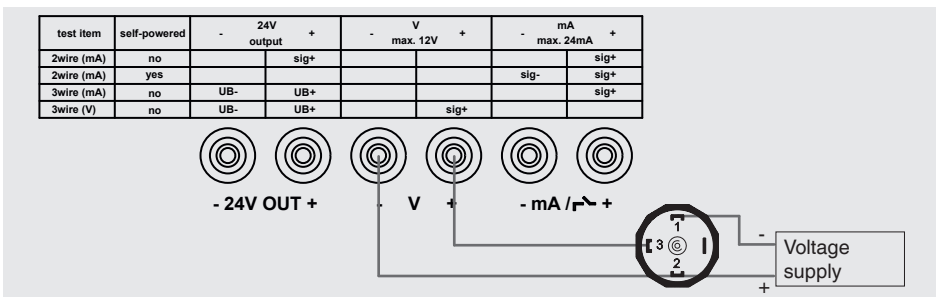 test item self-powered - 24V output + - V max. 12V + - mA max. 24mA +
2wire (mA) no sig+ sig+
2wire (mA) yes sig- sig+
3wire (mA) no UB- UB+ sig+
3wire (V) no UB- UB+ sig+
- 24V OUT + - V + - mA / +
1
3
2
-
Voltage
supply
+